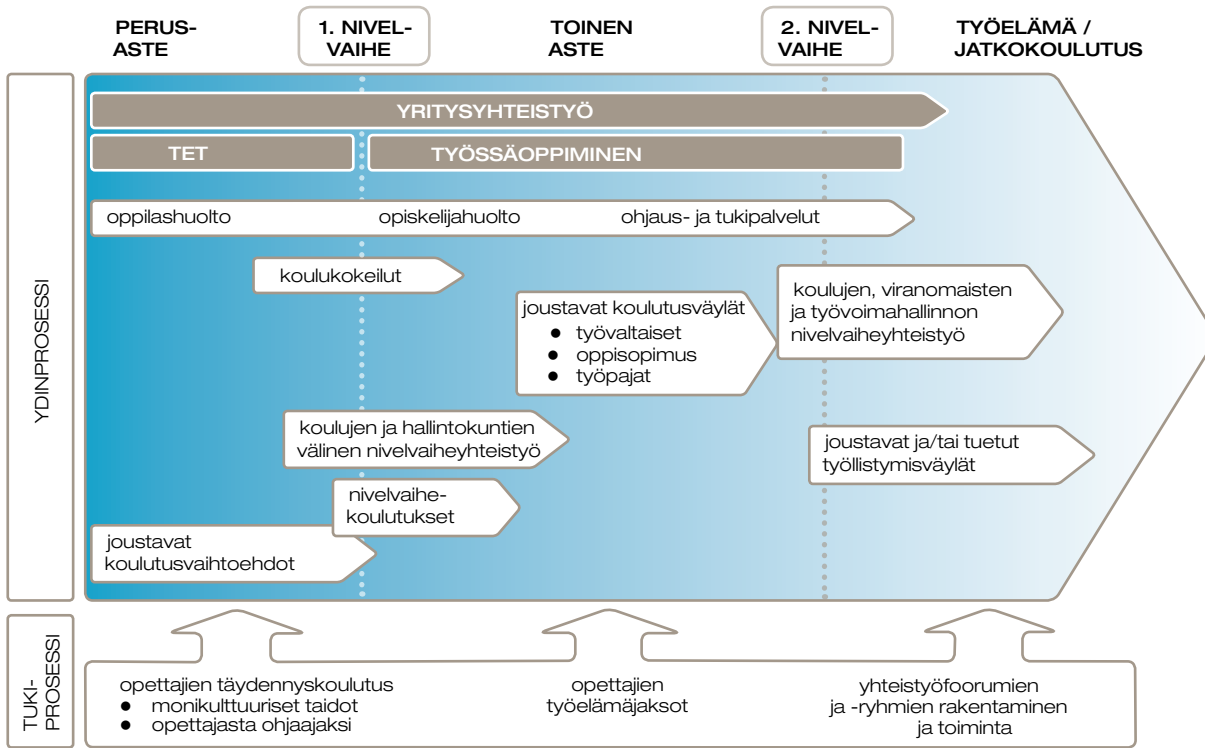 PERUS-
ASTE
1. NIVEL-
VAIHE
TOINEN
ASTE
2. NIVEL-
VAIHE
TYÖELÄMÄ /
JATKOKOULUTUS
YDINPROSESSI
YRITYSYHTEISTYÖ
TET
TYÖSSÄOPPIMINEN
oppilashuolto
opiskelijahuolto
ohjaus- ja tukipalvelut
koulukokeilut
joustavat koulutusväylät
● työvaltaiset
● oppisopimus
● työpajat
koulujen, viranomaisten
ja työvoimahallinnon
nivelvaiheyhteistyö
koulujen ja hallintokuntien
välinen nivelvaiheyhteistyö
joustavat ja/tai tuetut
työllistymisväylät
nivelvaihe-
koulutukset
joustavat
koulutusvaihtoehdot
TUKI-
PROSESSI
opettajien täydennyskoulutus
● monikulttuuriset taidot
● opettajasta ohjaajaksi
opettajien
työelämäjaksot
yhteistyöfoorumien
ja -ryhmien rakentaminen
ja toiminta